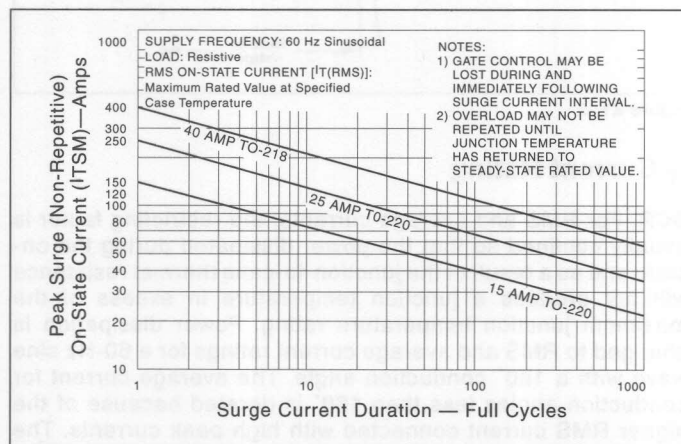 SUPPLY FREQUENCY: 60 Hz Sinusoidal
LOAD: Resistive
RMS ON-STATE CURRENT [IT(RMS)]:
Maximum Rated Value at Specified
Case Temperature
NOTES:
1) GATE CONTROL MAY BE
LOST DURING AND
IMMEDIATELY FOLLOWING
SURGE CURRENT INTERVAL.
2) OVERLOAD MAY NOT BE
REPEATED UNTIL
JUNCTION TEMPERATURE
HAS RETURNED TO
STEADY-STATE RATED VALUE.
Peak Surge (Non-Repetitive)
On-State Current (ITSM)—Amps
1000
400
300
250
150
120
100
80
60
50
40
30
20
10
40 AMP TO-218
25 AMP T0-220
15 AMP TO-220
1
10
100
1000
Surge Current Duration — Full Cycles